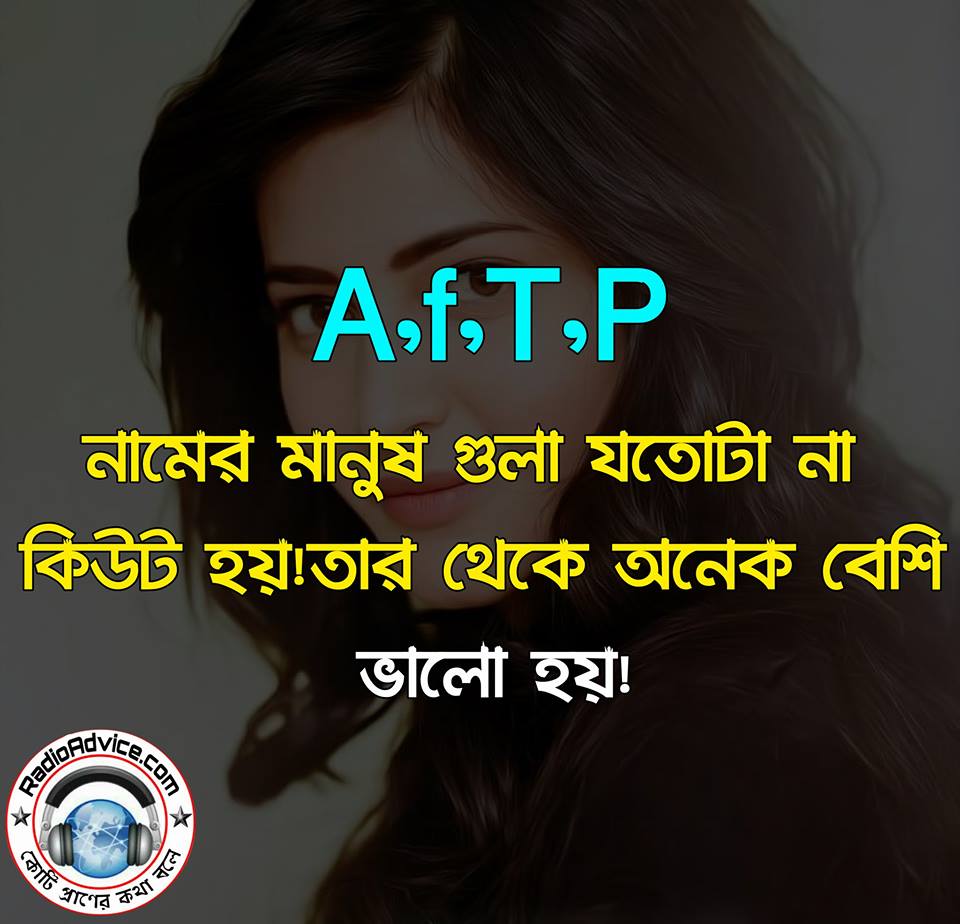 A,f,T,P
নামের মানুষ গুলা যতোটা না
কিউট হয়!তার থেকে অনেক বেশি
ভালো হয়!
RadioAdvice.com
কোটি প্রাণের কথা বলে